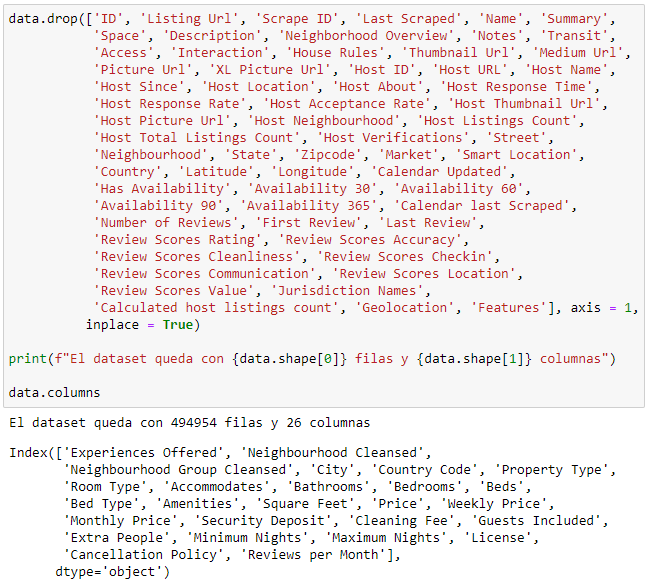 data.drop(['ID', 'Listing Url', 'Scrape ID', 'Last Scraped', 'Name', 'Summary',
'Space', 'Description', 'Neighborhood Overview', 'Notes', 'Transit',
'Access', 'Interaction', 'House Rules', 'Thumbnail Url', 'Medium Url',
'Picture Url', 'XL Picture Url', 'Host ID', 'Host URL', 'Host Name',
'Host Since', 'Host Location', 'Host About', 'Host Response Time',
'Host Response Rate', 'Host Acceptance Rate', 'Host Thumbnail Url',
'Host Picture Url', 'Host Neighbourhood', 'Host Listings Count',
'Host Total Listings Count', 'Host Verifications', 'Street',
'Neighbourhood', 'State', 'Zipcode', 'Market', 'Smart Location',
'Country', 'Latitude', 'Longitude', 'Calendar Updated',
'Has Availability', 'Availability 30', 'Availability 60',
'Availability 90', 'Availability 365', 'Calendar last Scraped',
'Number of Reviews', 'First Review', 'Last Review',
'Review Scores Rating', 'Review Scores Accuracy',
'Review Scores Cleanliness', 'Review Scores Checkin',
'Review Scores Communication', 'Review Scores Location',
'Review Scores Value', 'Jurisdiction Names',
'Calculated host listings count', 'Geolocation', 'Features'], axis = 1,
inplace = True)
print(f"El dataset queda con {data.shape[0]} filas y {data.shape[1]} columnas")
data.columns
El dataset queda con 494954 filas y 26 columnas
Index(['Experiences Offered', 'Neighbourhood Cleansed',
'Neighbourhood Group Cleansed', 'City', 'Country Code', 'Property Type',
'Room Type', 'Accommodates', 'Bathrooms', 'Bedrooms', 'Beds',
'Bed Type', 'Amenities', 'Square Feet', 'Price', 'Weekly Price',
'Monthly Price', 'Security Deposit', 'Cleaning Fee', 'Guests Included',
'Extra People', 'Minimum Nights', 'Maximum Nights', 'License',
'Cancellation Policy', 'Reviews per Month'],
dtype='object')